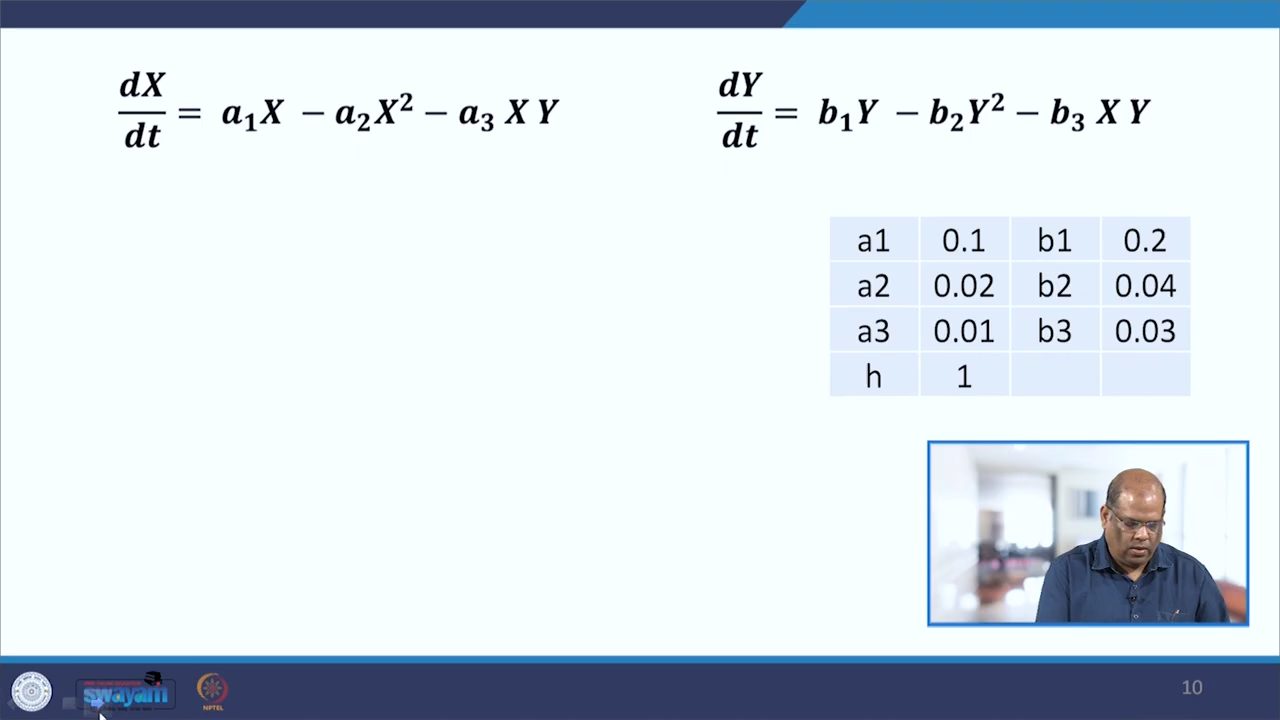 dX/dt = a₁X − a₂X² − a₃ X Y
dY/dt = b₁Y − b₂Y² − b₃ X Y
a1 0.1 b1 0.2
a2 0.02 b2 0.04
a3 0.01 b3 0.03
h 1
swayam
NPTEL
10